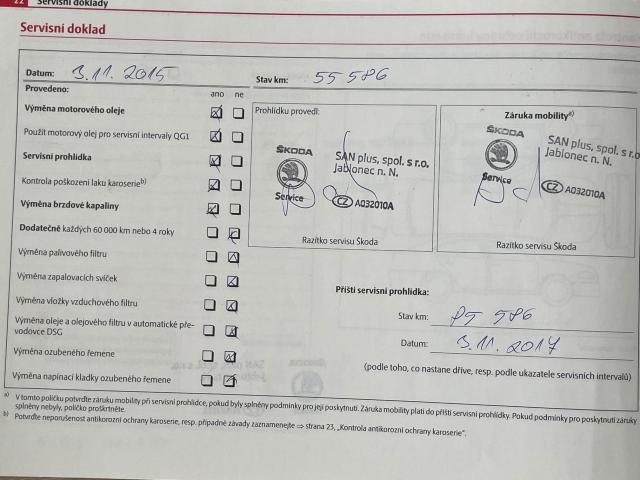 22 Servisní doklady
Servisní doklad
Datum: 3.11. 2015 Stav km: 55 586
Provedeno: ano ne
Výměna motorového oleje
Použit motorový olej pro servisní intervaly QG1
Servisní prohlídka
Kontrola poškození laku karoserie b)
Výměna brzdové kapaliny
Dodatečně každých 60 000 km nebo 4 roky
Výměna palivového filtru
Výměna zapalovacích svíček
Výměna vložky vzduchového filtru
Výměna oleje a olejového filtru v automatické pře-
vodovce DSG
Výměna ozubeného řemene
Výměna napínací kladky ozubeného řemene
Prohlídku provedl:
ŠKODA
Service
SAN plus, spol. s r.o.
Jablonec n. N.
CZ A032010A
Razítko servisu Škoda
Záruka mobility a)
ŠKODA
Service
SAN plus, spol. s r.o.
Jablonec n. N.
CZ A032010A
Razítko servisu Škoda
Příští servisní prohlídka:
Stav km: 85 586
Datum: 3.11. 2017
(podle toho, co nastane dříve, resp. podle ukazatele servisních intervalů)
a) V tomto políčku potvrďte záruku mobility při servisní prohlídce, pokud byly splněny podmínky pro její poskytnutí. Záruka mobility platí do příští servisní prohlídky. Pokud podmínky pro poskytnutí záruky
splněny nebyly, políčko proškrtněte.
b) Potvrďte neporušenost antikorozní ochrany karoserie, resp. případné závady zaznamenejte ⇒ strana 23, „Kontrola antikorozní ochrany karoserie“.